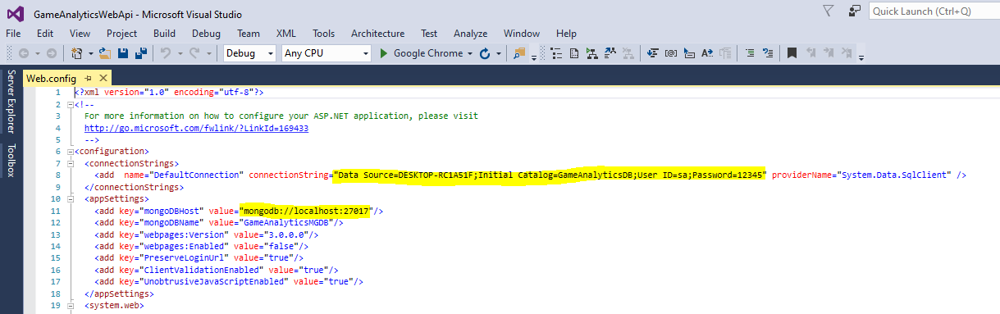 GameAnalyticsWebApi - Microsoft Visual Studio
Quick Launch (Ctrl+Q)
File Edit View Project Build Debug Team XML Tools Architecture Test Analyze Window Help
Debug Any CPU Google Chrome
Server Explorer
Toolbox
Web.config
1 <?xml version="1.0" encoding="utf-8"?>
2 <!--
3 For more information on how to configure your ASP.NET application, please visit
4 http://go.microsoft.com/fwlink/?LinkId=169433
5 -->
6 <configuration>
7 <connectionStrings>
8 <add name="DefaultConnection" connectionString="Data Source=DESKTOP-RC1A51F;Initial Catalog=GameAnalyticsDB;User ID=sa;Password=12345" providerName="System.Data.SqlClient" />
9 </connectionStrings>
10 <appSettings>
11 <add key="mongoDBHost" value="mongodb://localhost:27017"/>
12 <add key="mongoDBName" value="GameAnalyticsMGDB"/>
13 <add key="webpages:Version" value="3.0.0.0"/>
14 <add key="webpages:Enabled" value="false"/>
15 <add key="PreserveLoginUrl" value="true"/>
16 <add key="ClientValidationEnabled" value="true"/>
17 <add key="UnobtrusiveJavaScriptEnabled" value="true"/>
18 </appSettings>
19 <system.web>